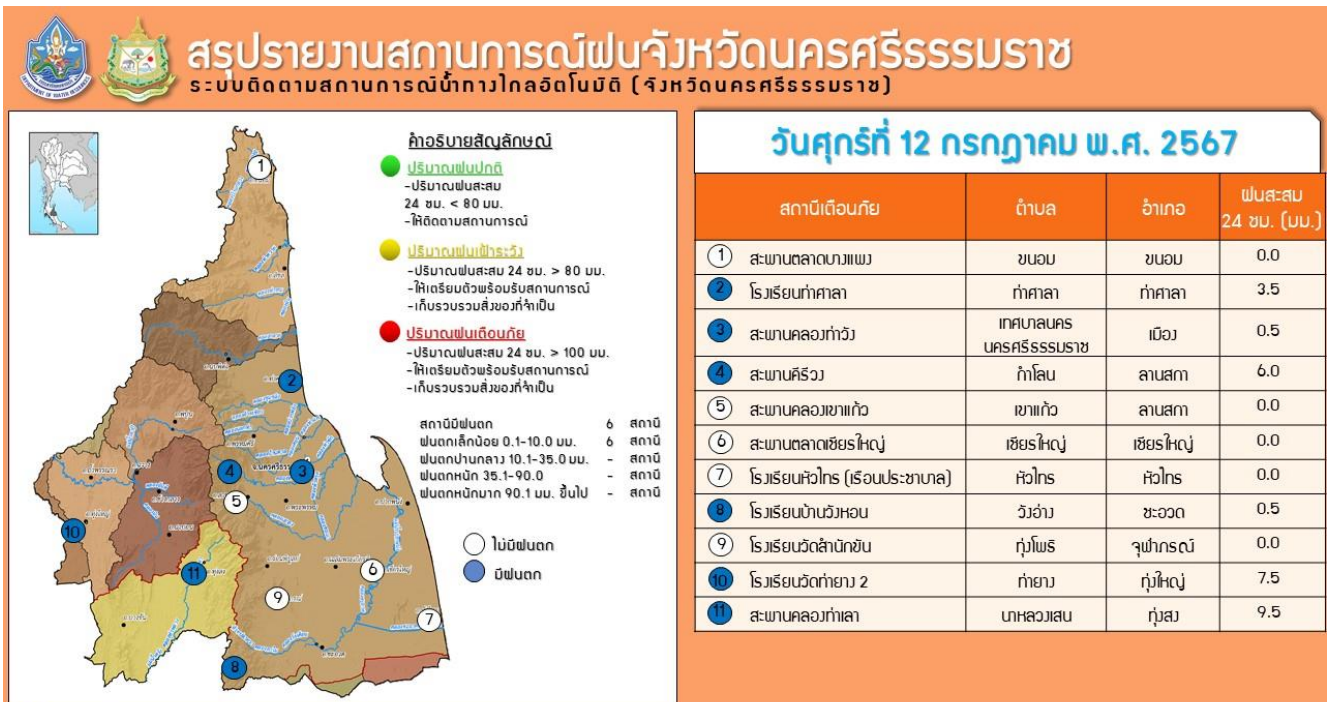 สรุปรายงานสถานการณ์ฝนจังหวัดนครศรีธรรมราช
ระบบติดตามสถานการณ์น้ำทางไกลอัตโนมัติ (จังหวัดนครศรีธรรมราช)
คำอธิบายสัญลักษณ์
ปริมาณฝนปกติ
-ปริมาณฝนสะสม
24 ชม. < 80 มม.
-ให้ติดตามสถานการณ์
ปริมาณฝนเฝ้าระวัง
-ปริมาณฝนสะสม 24 ชม. > 80 มม.
-ให้เตรียมตัวพร้อมรับสถานการณ์
-เก็บรวบรวมสิ่งของที่จำเป็น
ปริมาณฝนเตือนภัย
-ปริมาณฝนสะสม 24 ชม. > 100 มม.
-ให้เตรียมตัวพร้อมรับสถานการณ์
-เก็บรวบรวมสิ่งของที่จำเป็น
สถานีมีฝนตก 6 สถานี
ฝนตกเล็กน้อย 0.1-10.0 มม. 6 สถานี
ฝนตกปานกลาง 10.1-35.0 มม. - สถานี
ฝนตกหนัก 35.1-90.0 - สถานี
ฝนตกหนักมาก 90.1 มม. ขึ้นไป - สถานี
ไม่มีฝนตก
มีฝนตก
1
2
4
3
5
10
11
6
9
7
8
วันศุกร์ที่ 12 กรกฎาคม พ.ศ. 2567
สถานีเตือนภัย ตำบล อำเภอ ฝนสะสม
24 ชม. (มม.)
1 สะพานตลาดบางแพง ขนอม ขนอม 0.0
2 โรงเรียนท่าศาลา ท่าศาลา ท่าศาลา 3.5
3 สะพานคลองท่าวัง เทศบาลนคร
นครศรีธรรมราช เมือง 0.5
4 สะพานคีรีวง กำโลน ลานสกา 6.0
5 สะพานคลองเขาแก้ว เขาแก้ว ลานสกา 0.0
6 สะพานตลาดเชียรใหญ่ เชียรใหญ่ เชียรใหญ่ 0.0
7 โรงเรียนหัวไทร (เรือนประชาบาล) หัวไทร หัวไทร 0.0
8 โรงเรียนบ้านวังหอน วังอ่าง ชะอวด 0.5
9 โรงเรียนวัดสำนักขัน ทุ่งโพธิ จุฬาภรณ์ 0.0
10 โรงเรียนวัดท่ายาง 2 ท่ายาง ทุ่งใหญ่ 7.5
11 สะพานคลองท่าเลา นาหลวงเสน ทุ่งสง 9.5